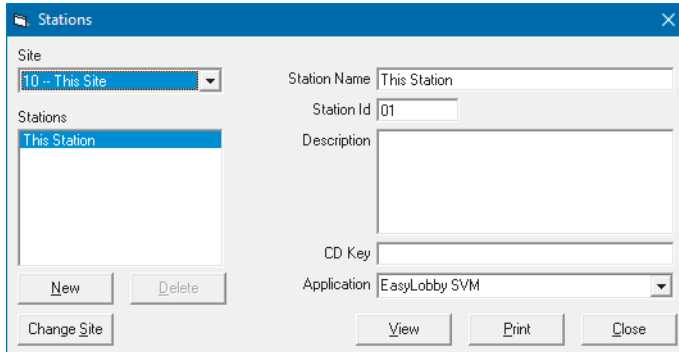 Stations
Site
10 -- This Site
Stations
This Station
New
Delete
Change Site
Station Name This Station
Station Id 01
Description
CD Key
Application EasyLobby SVM
View
Print
Close